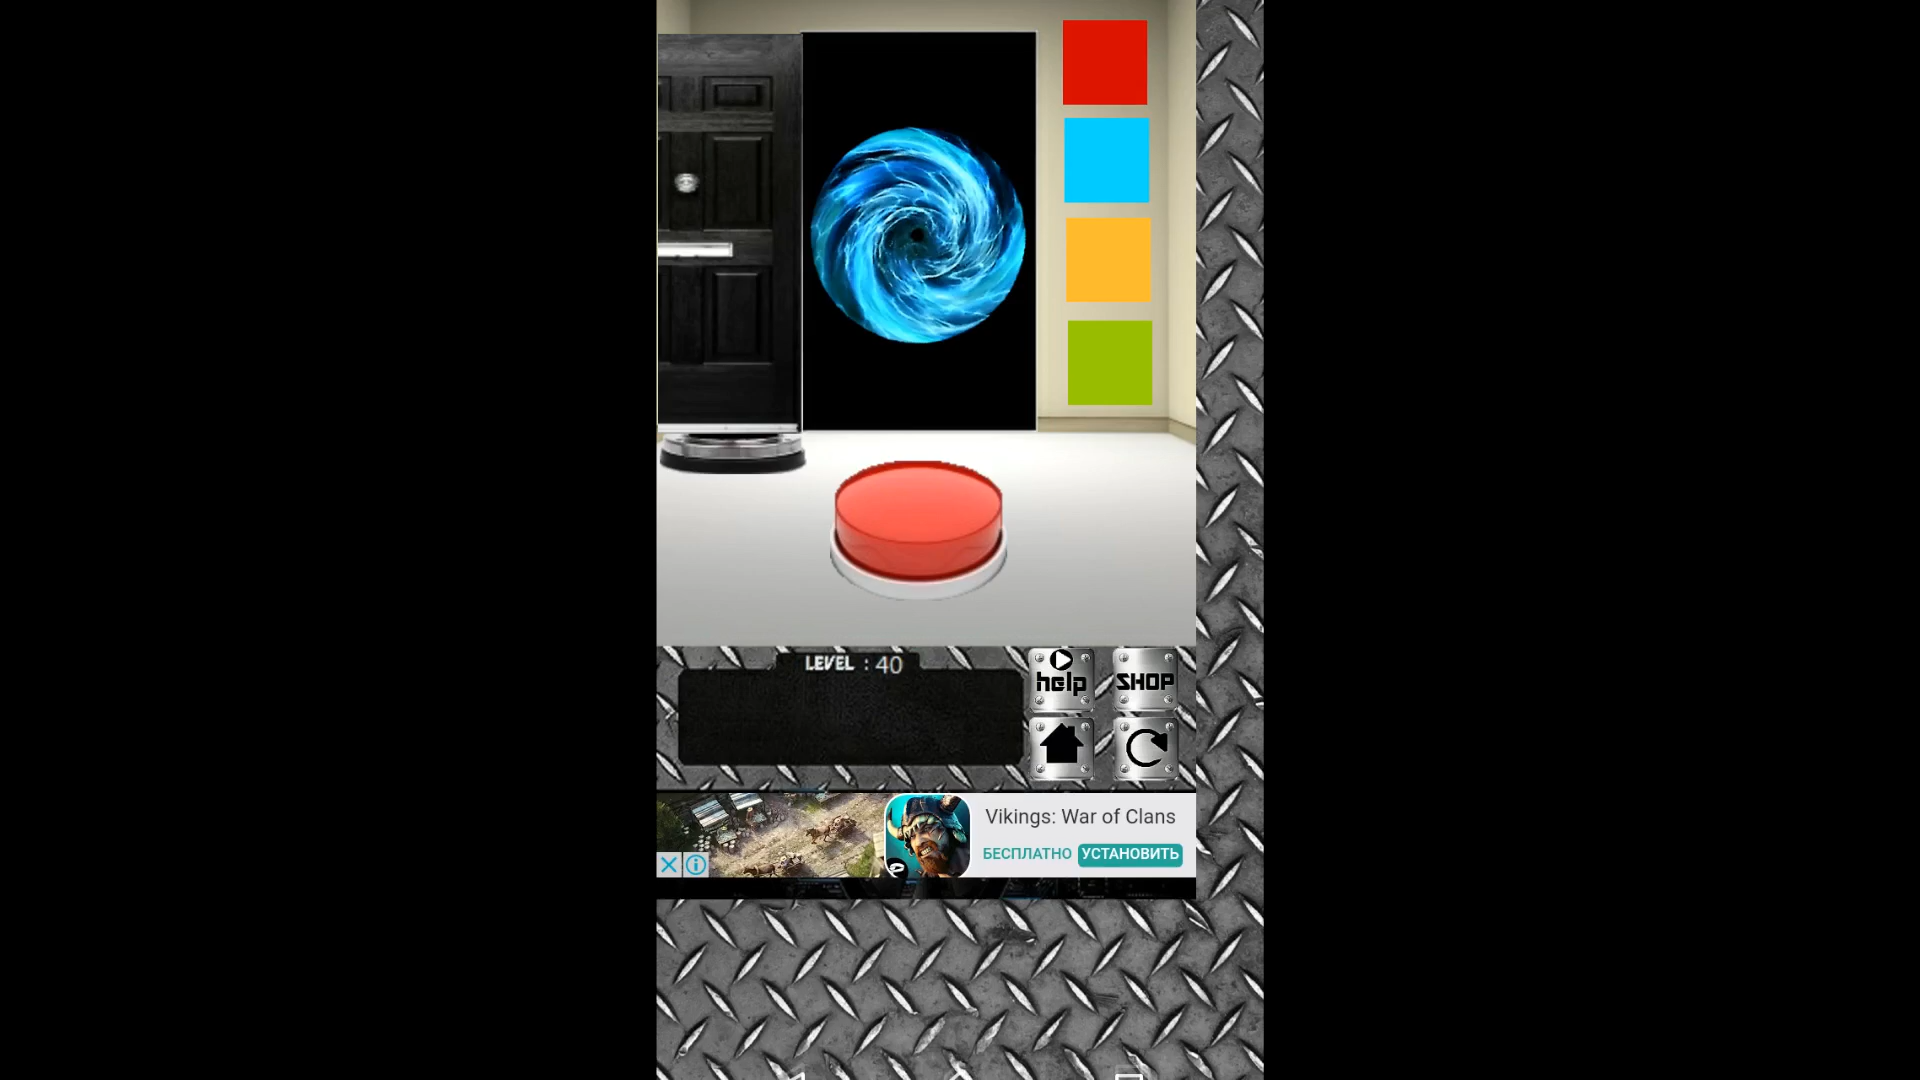 LEVEL : 40
help
SHOP
Vikings: War of Clans
БЕСПЛАТНО УСТАНОВИТЬ